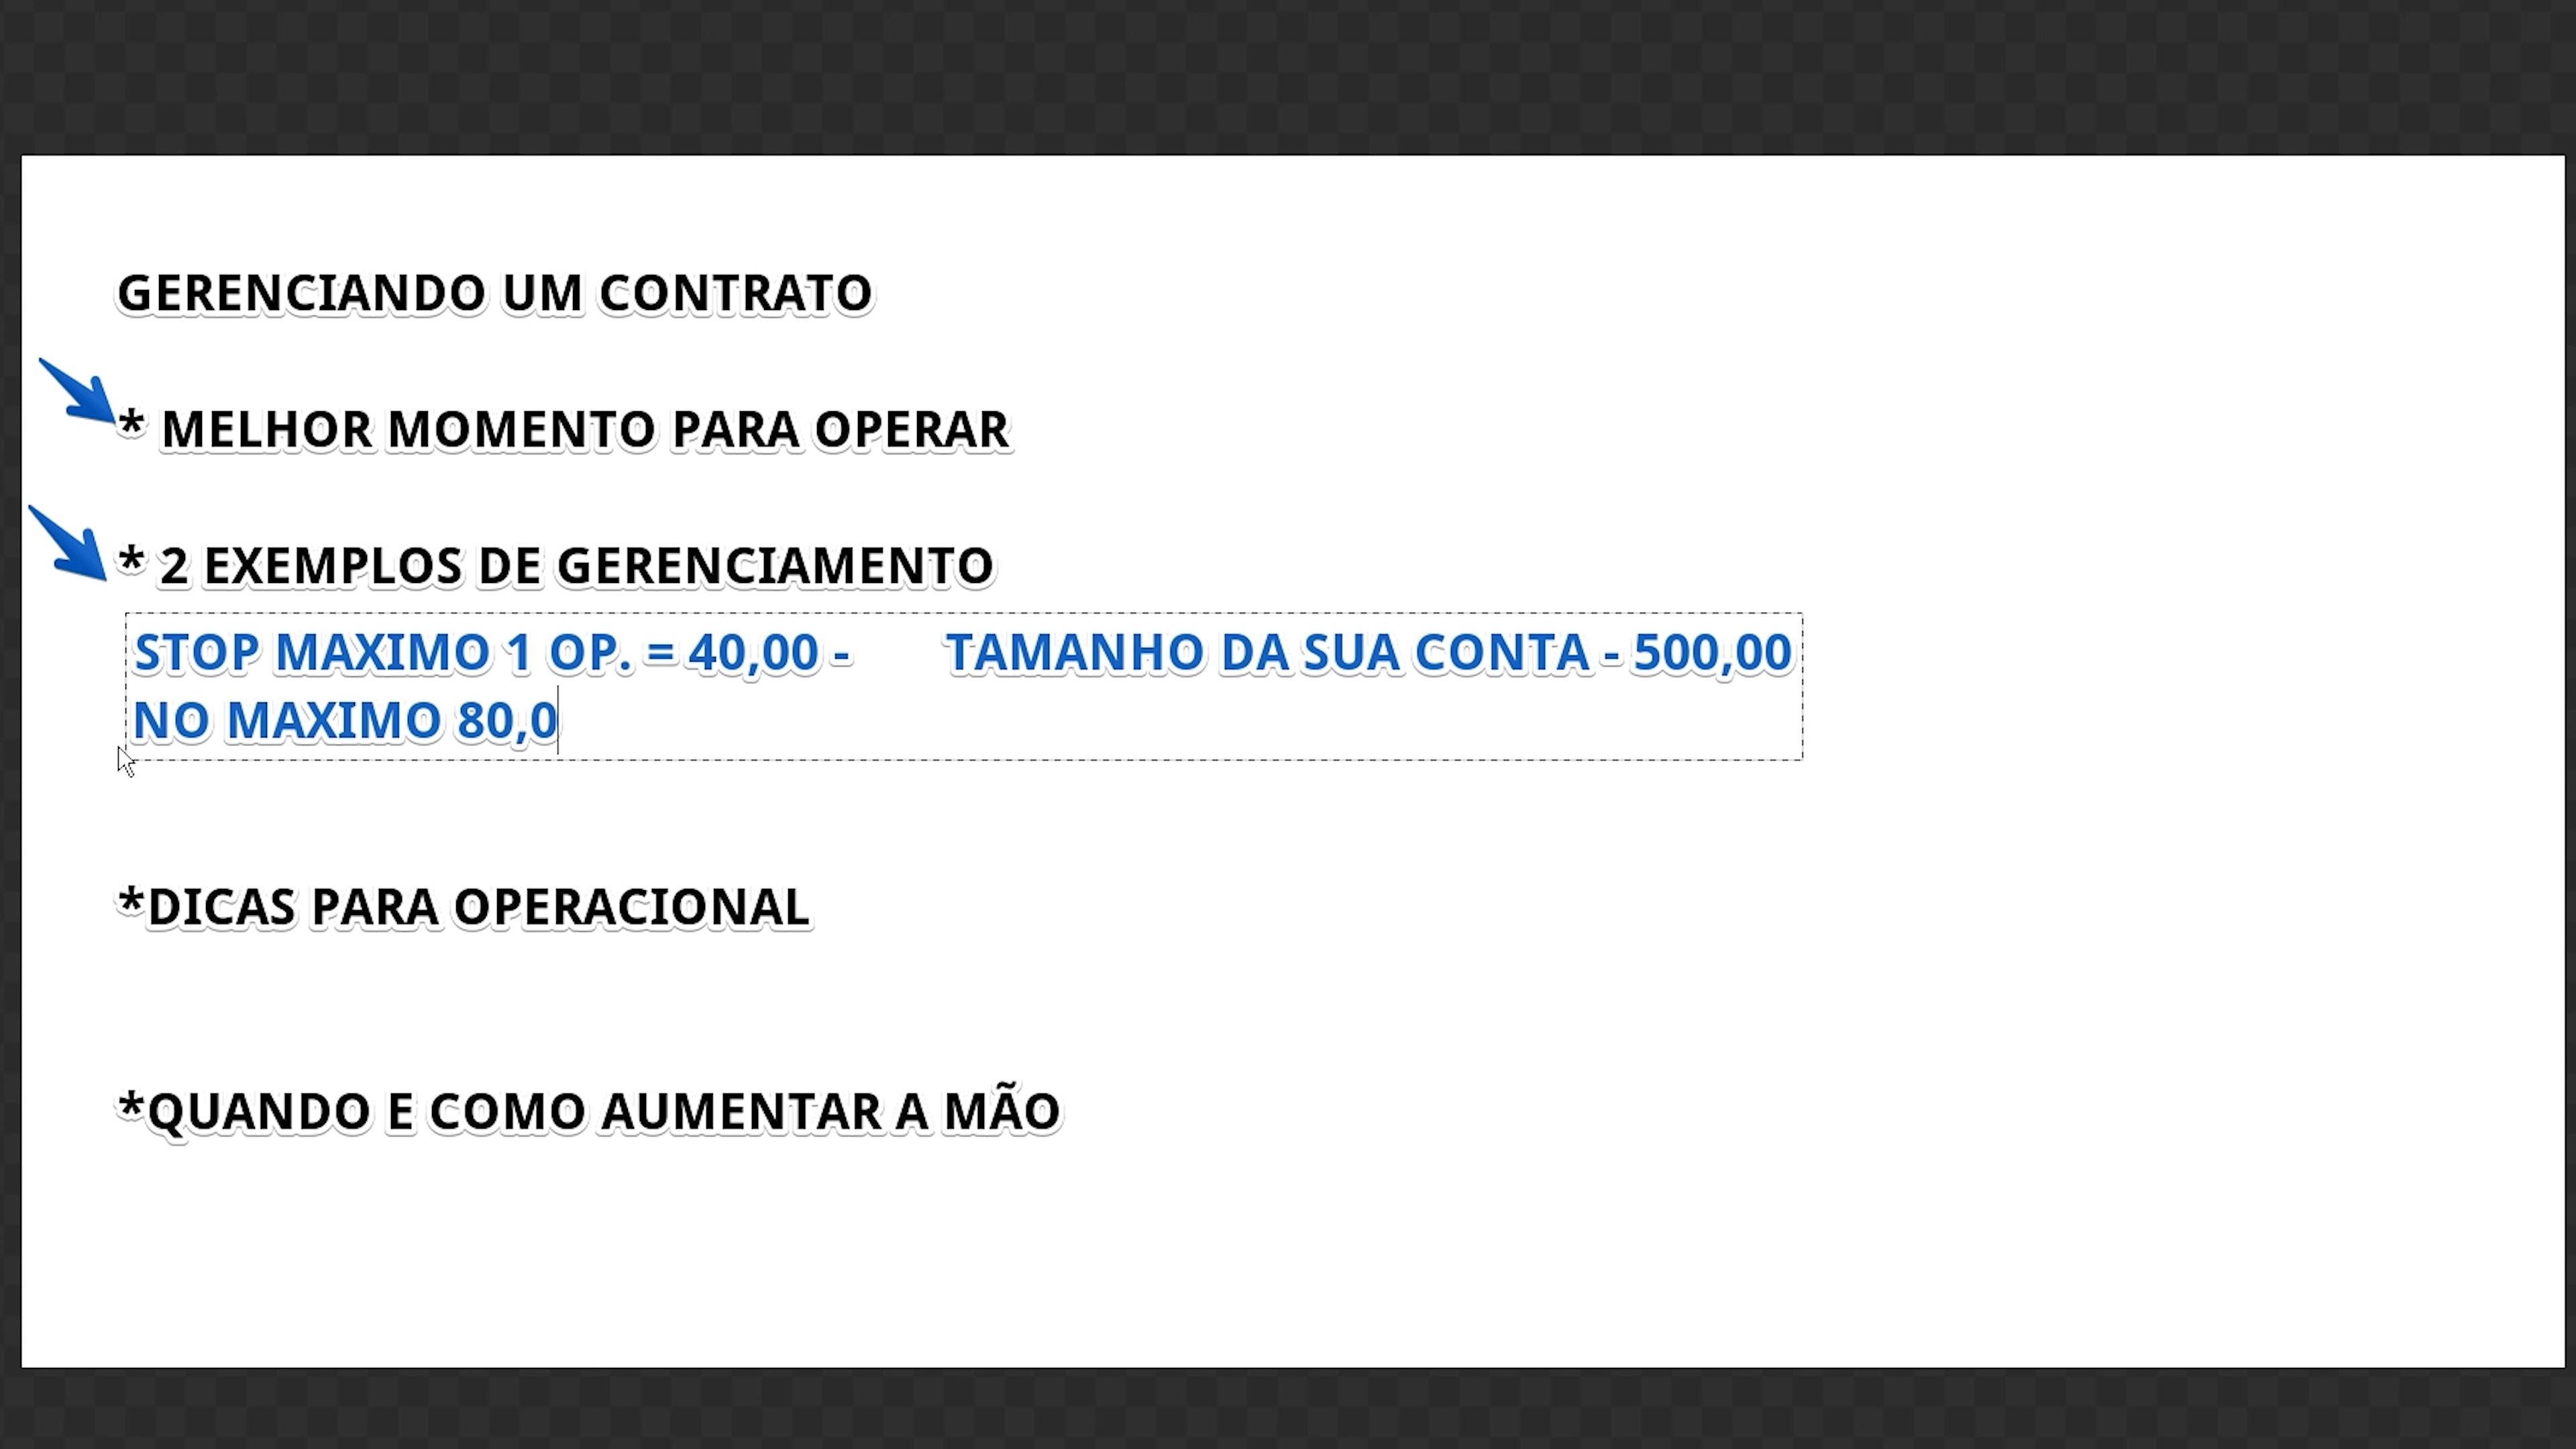 GERENCIANDO UM CONTRATO
* MELHOR MOMENTO PARA OPERAR
* 2 EXEMPLOS DE GERENCIAMENTO
STOP MAXIMO 1 OP. = 40,00 - TAMANHO DA SUA CONTA - 500,00
NO MAXIMO 80,0
*DICAS PARA OPERACIONAL
*QUANDO E COMO AUMENTAR A MÃO